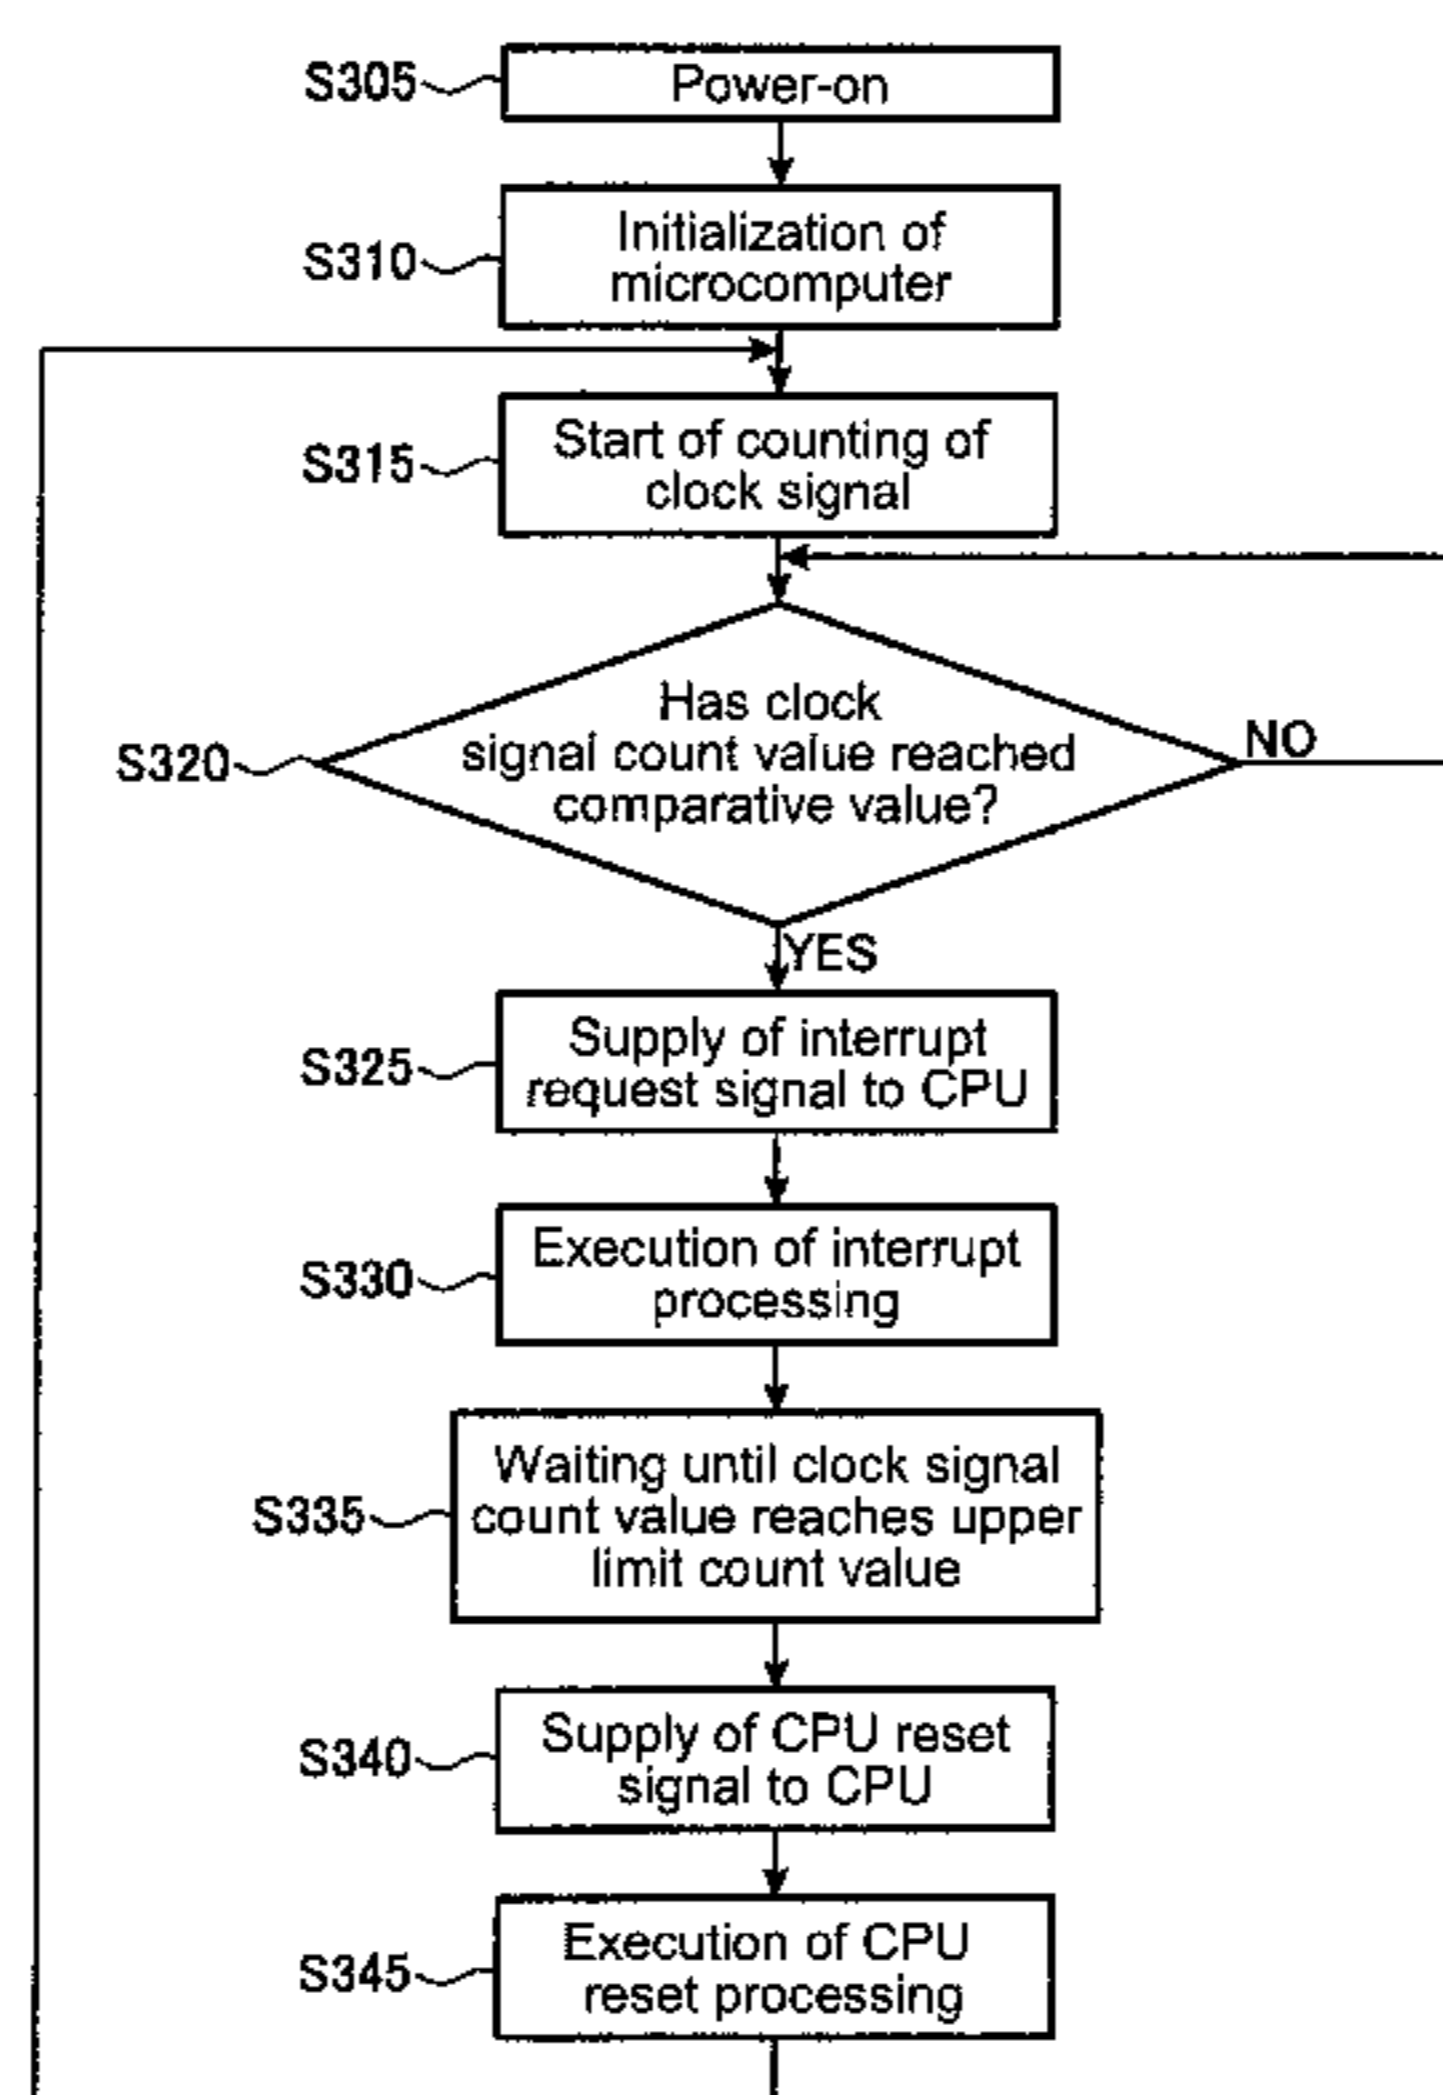 S305
Power-on
S310
Initialization of
microcomputer
S315
Start of counting of
clock signal
S320
Has clock
signal count value reached
comparative value?
NO
YES
S325
Supply of interrupt
request signal to CPU
S330
Execution of interrupt
processing
S335
Waiting until clock signal
count value reaches upper
limit count value
S340
Supply of CPU reset
signal to CPU
S345
Execution of CPU
reset processing